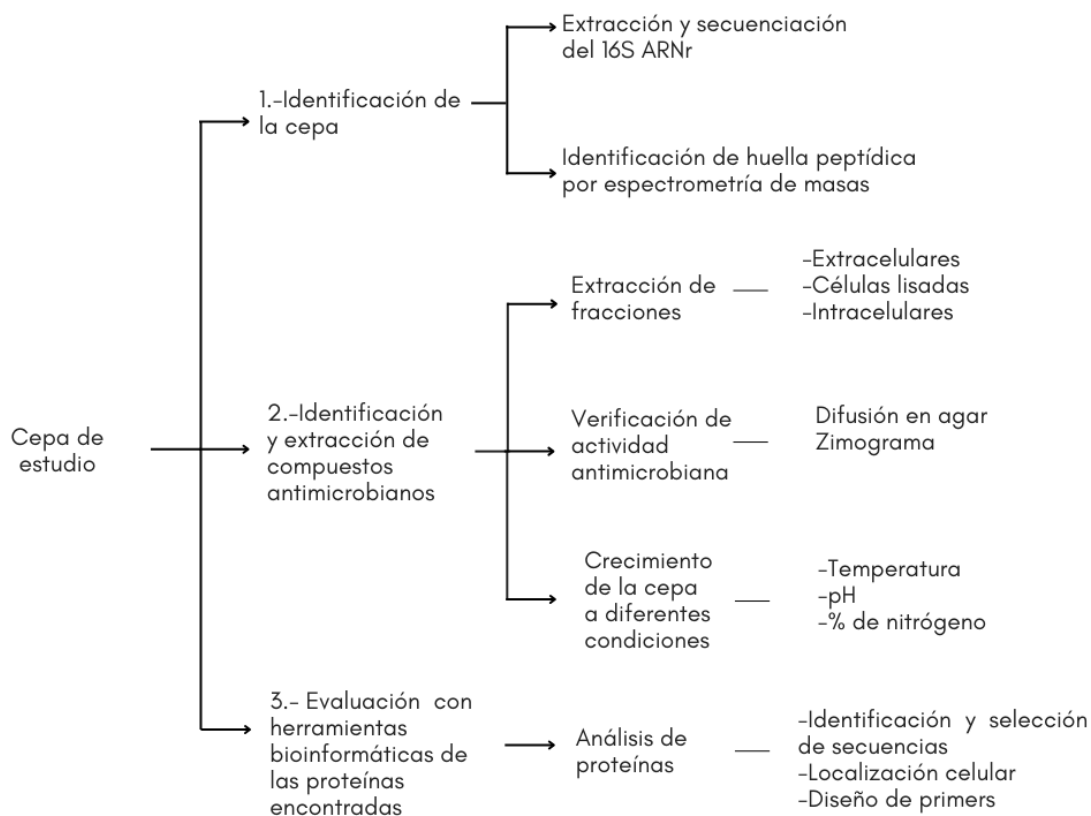 Cepa de
estudio
1.-Identificación de
la cepa
Extracción y secuenciación
del 16S ARNr
Identificación de huella peptídica
por espectrometría de masas
2.-Identificación
y extracción de
compuestos
antimicrobianos
Extracción de
fracciones
-Extracelulares
-Células lisadas
-Intracelulares
Verificación de
actividad
antimicrobiana
Difusión en agar
Zimograma
Crecimiento
de la cepa
a diferentes
condiciones
-Temperatura
-pH
-% de nitrógeno
3.- Evaluación con
herramientas
bioinformáticas de
las proteínas
encontradas
Análisis de
proteínas
-Identificación y selección
de secuencias
-Localización celular
-Diseño de primers